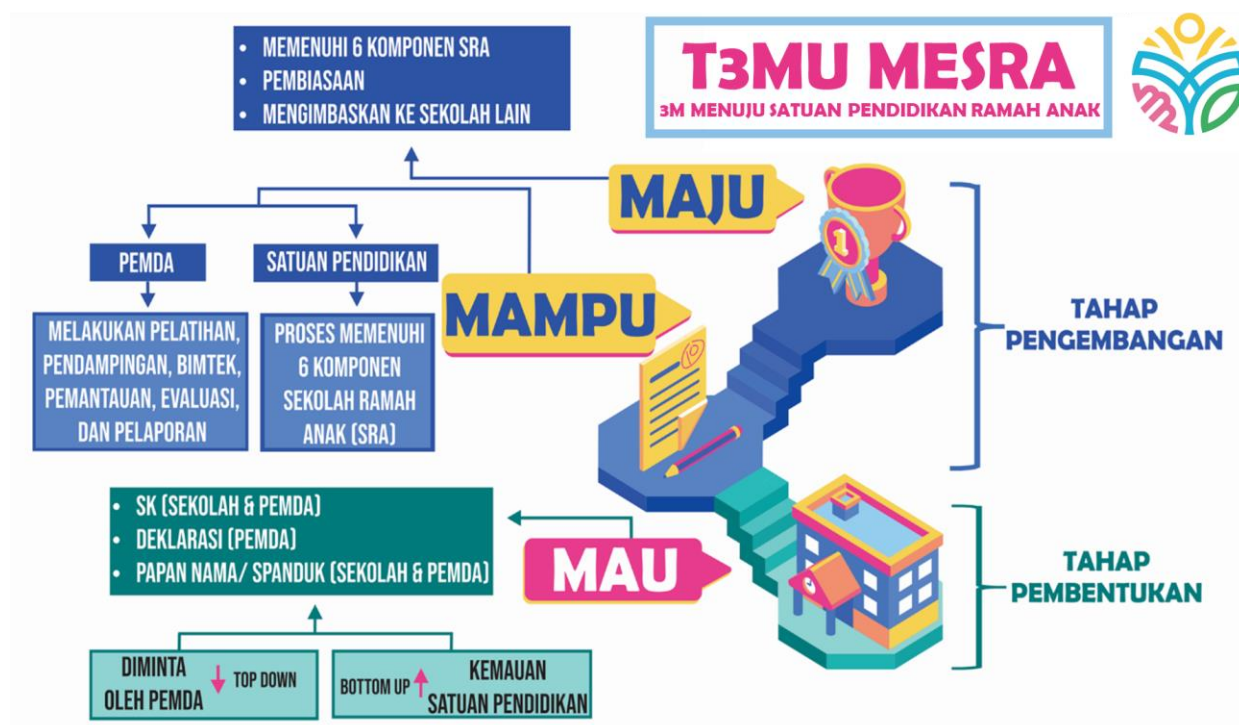 T3MU MESRA
3M MENUJU SATUAN PENDIDIKAN RAMAH ANAK
• MEMENUHI 6 KOMPONEN SRA
• PEMBIASAAN
• MENGIMBASKAN KE SEKOLAH LAIN
MAJU
1
PEMDA
SATUAN PENDIDIKAN
MELAKUKAN PELATIHAN,
PENDAMPINGAN, BIMTEK,
PEMANTAUAN, EVALUASI,
DAN PELAPORAN
PROSES MEMENUHI
6 KOMPONEN
SEKOLAH RAMAH
ANAK (SRA)
MAMPU
TAHAP
PENGEMBANGAN
• SK (SEKOLAH & PEMDA)
• DEKLARASI (PEMDA)
• PAPAN NAMA/ SPANDUK (SEKOLAH & PEMDA)
MAU
TAHAP
PEMBENTUKAN
DIMINTA
OLEH PEMDA
TOP DOWN
BOTTOM UP
KEMAUAN
SATUAN PENDIDIKAN